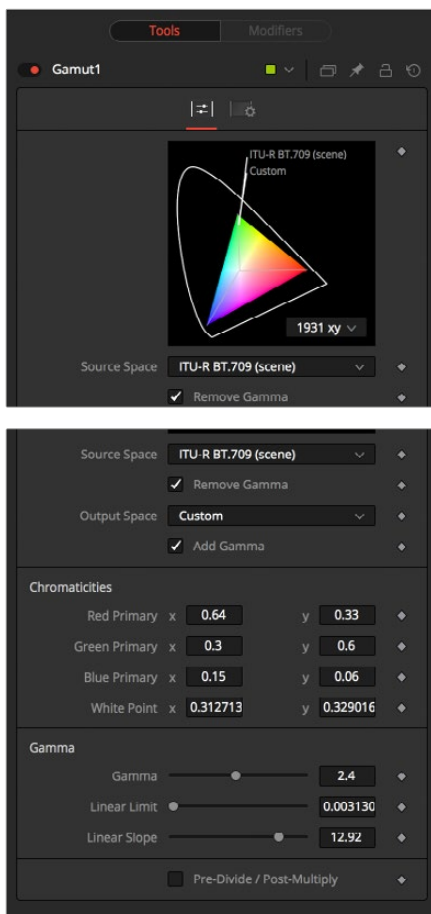 Tools Modifiers
Gamut1
ITU-R BT.709 (scene)
Custom
1931 xy
Source Space ITU-R BT.709 (scene)
Remove Gamma
Source Space ITU-R BT.709 (scene)
Remove Gamma
Output Space Custom
Add Gamma
Chromaticities
Red Primary x 0.64 y 0.33
Green Primary x 0.3 y 0.6
Blue Primary x 0.15 y 0.06
White Point x 0.312713 y 0.329016
Gamma
Gamma 2.4
Linear Limit 0.003130
Linear Slope 12.92
Pre-Divide / Post-Multiply